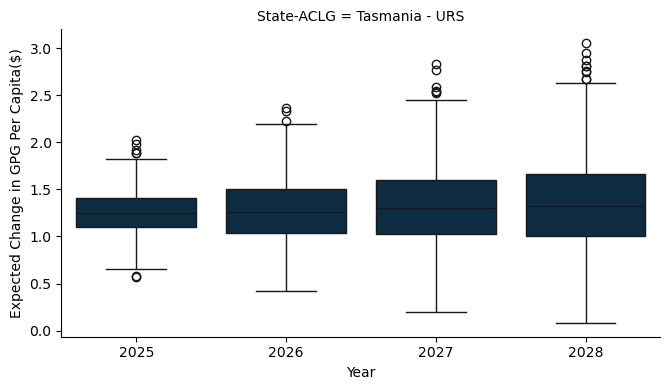 State-ACLG = Tasmania - URS
Expected Change in GPG Per Capita($)
3.0
2.5
2.0
1.5
1.0
0.5
0.0
2025 2026 2027 2028
Year